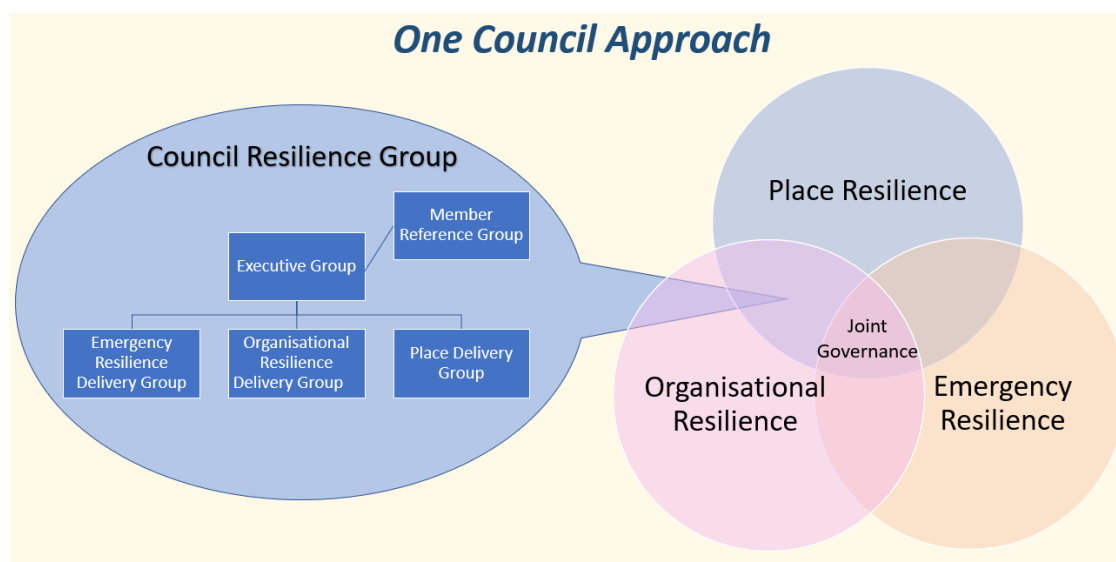 One Council Approach
Council Resilience Group
Member
Reference Group
Executive Group
Emergency
Resilience
Delivery Group
Organisational
Resilience
Delivery Group
Place Delivery
Group
Place Resilience
Joint
Governance
Organisational
Resilience
Emergency
Resilience